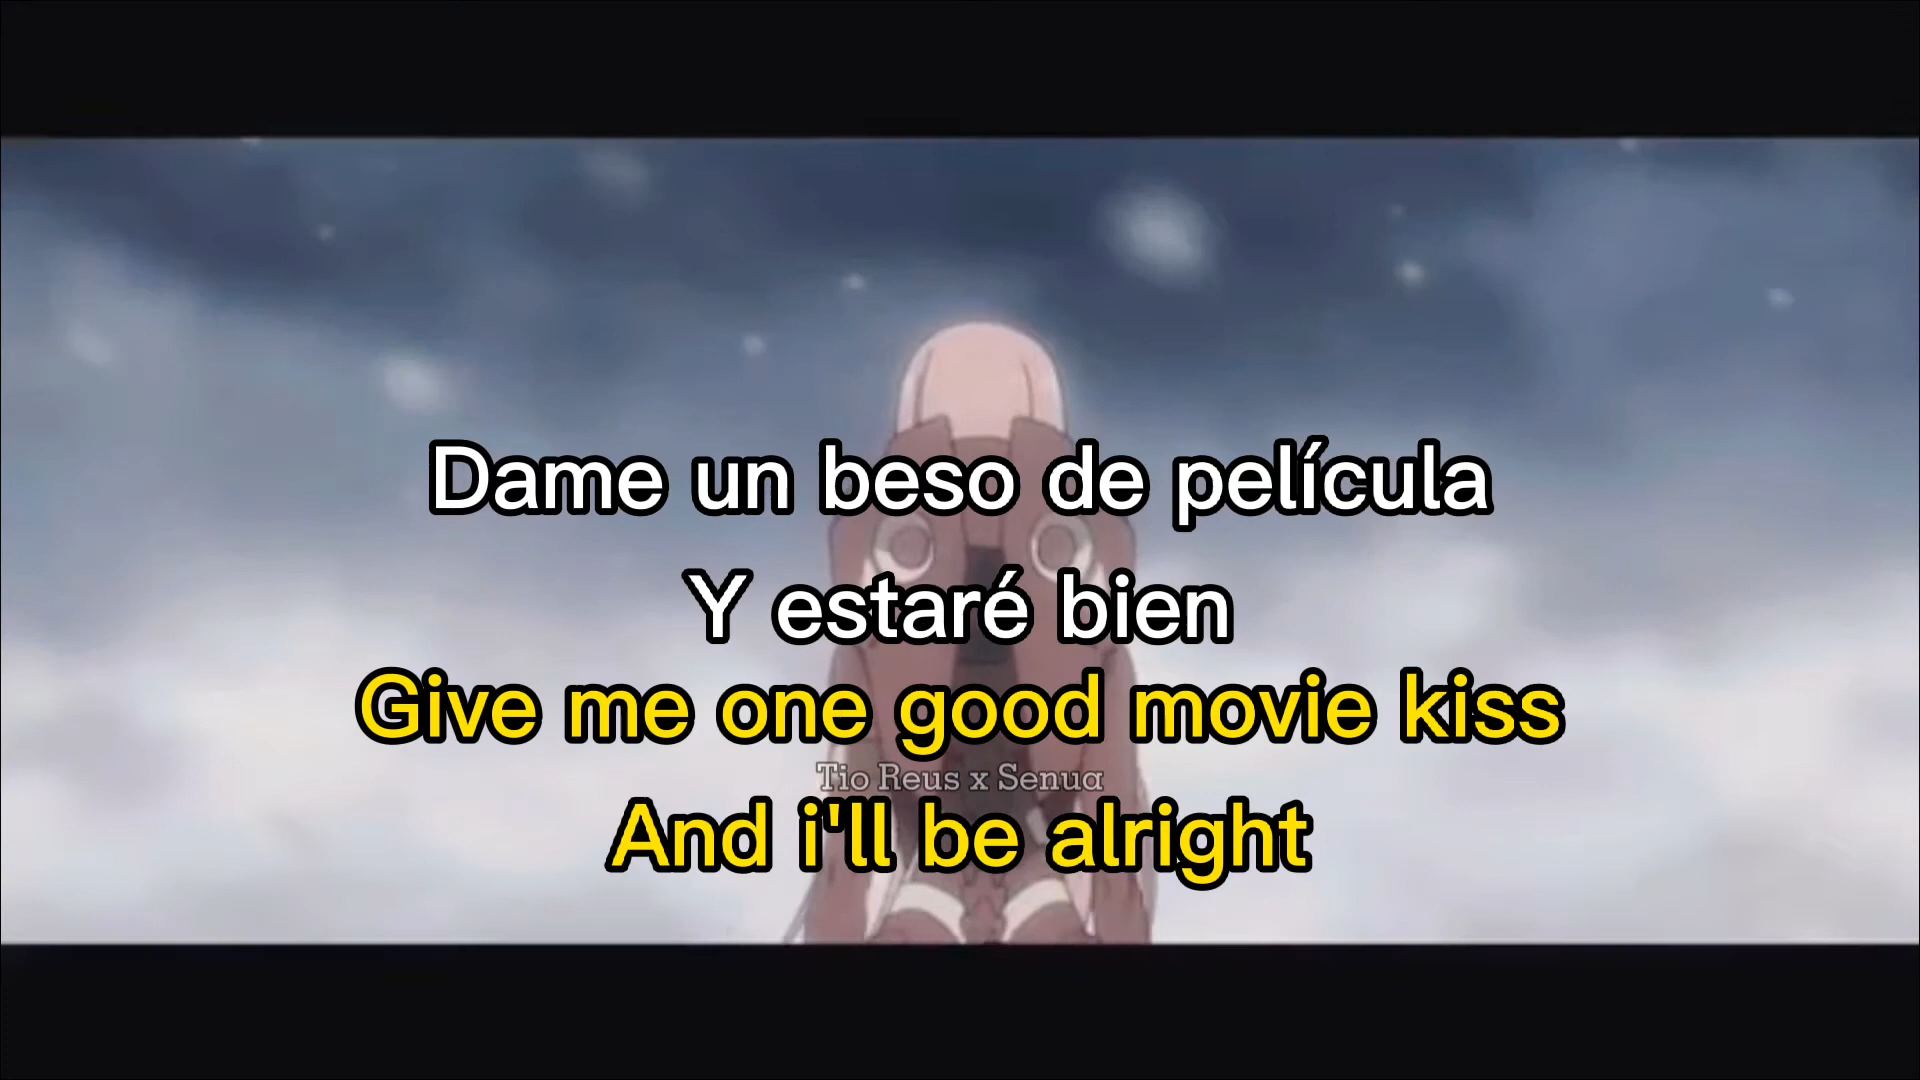 Dame un beso de película
Y estaré bien
Give me one good movie kiss
Tio Reus x Senua
And i'll be alright